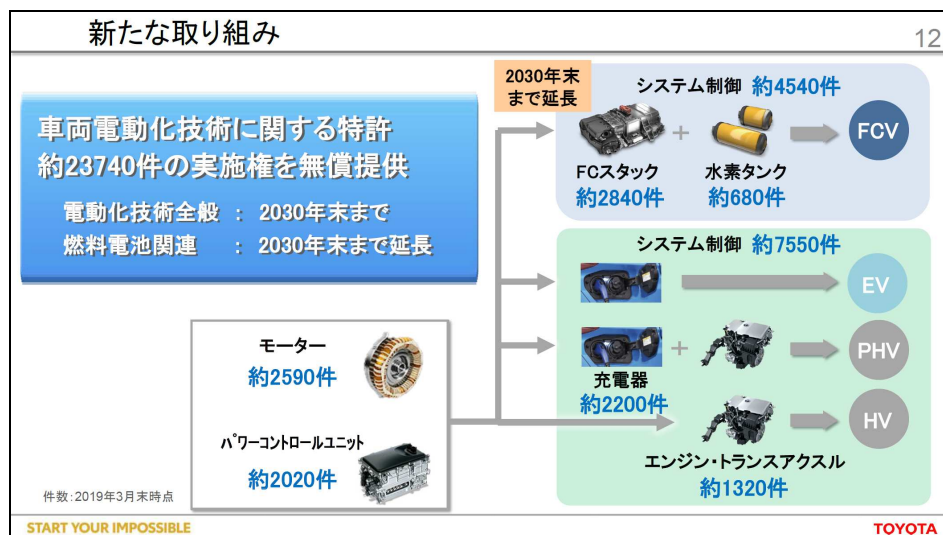 新たな取り組み
12
車両電動化技術に関する特許
約23740件の実施権を無償提供
電動化技術全般 : 2030年末まで
燃料電池関連 : 2030年末まで延長
2030年末
まで延長
システム制御 約4540件
FCスタック
約2840件
+
水素タンク
約680件
FCV
システム制御 約7550件
EV
+
PHV
充電器
約2200件
HV
エンジン・トランスアクスル
約1320件
モーター
約2590件
パワーコントロールユニット
約2020件
件数:2019年3月末時点
START YOUR IMPOSSIBLE
TOYOTA